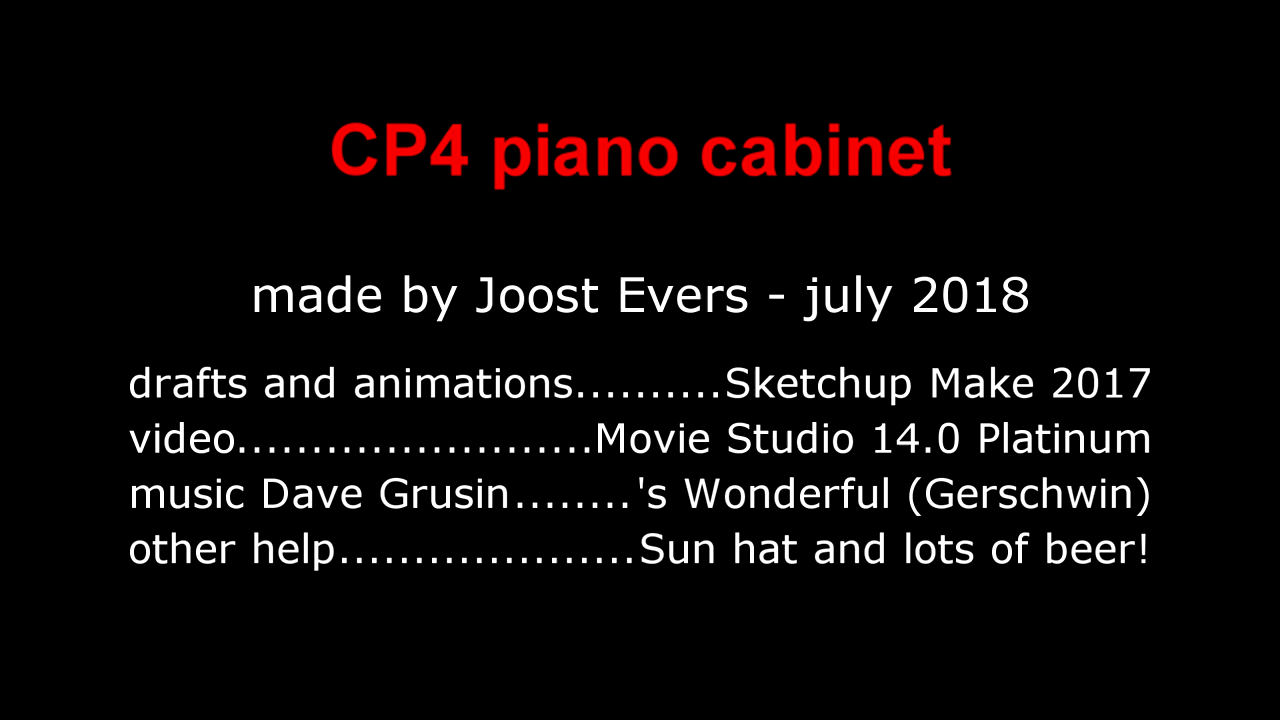 CP4 piano cabinet
made by Joost Evers - july 2018
drafts and animations..........Sketchup Make 2017
video........................Movie Studio 14.0 Platinum
music Dave Grusin........'s Wonderful (Gerschwin)
other help....................Sun hat and lots of beer!